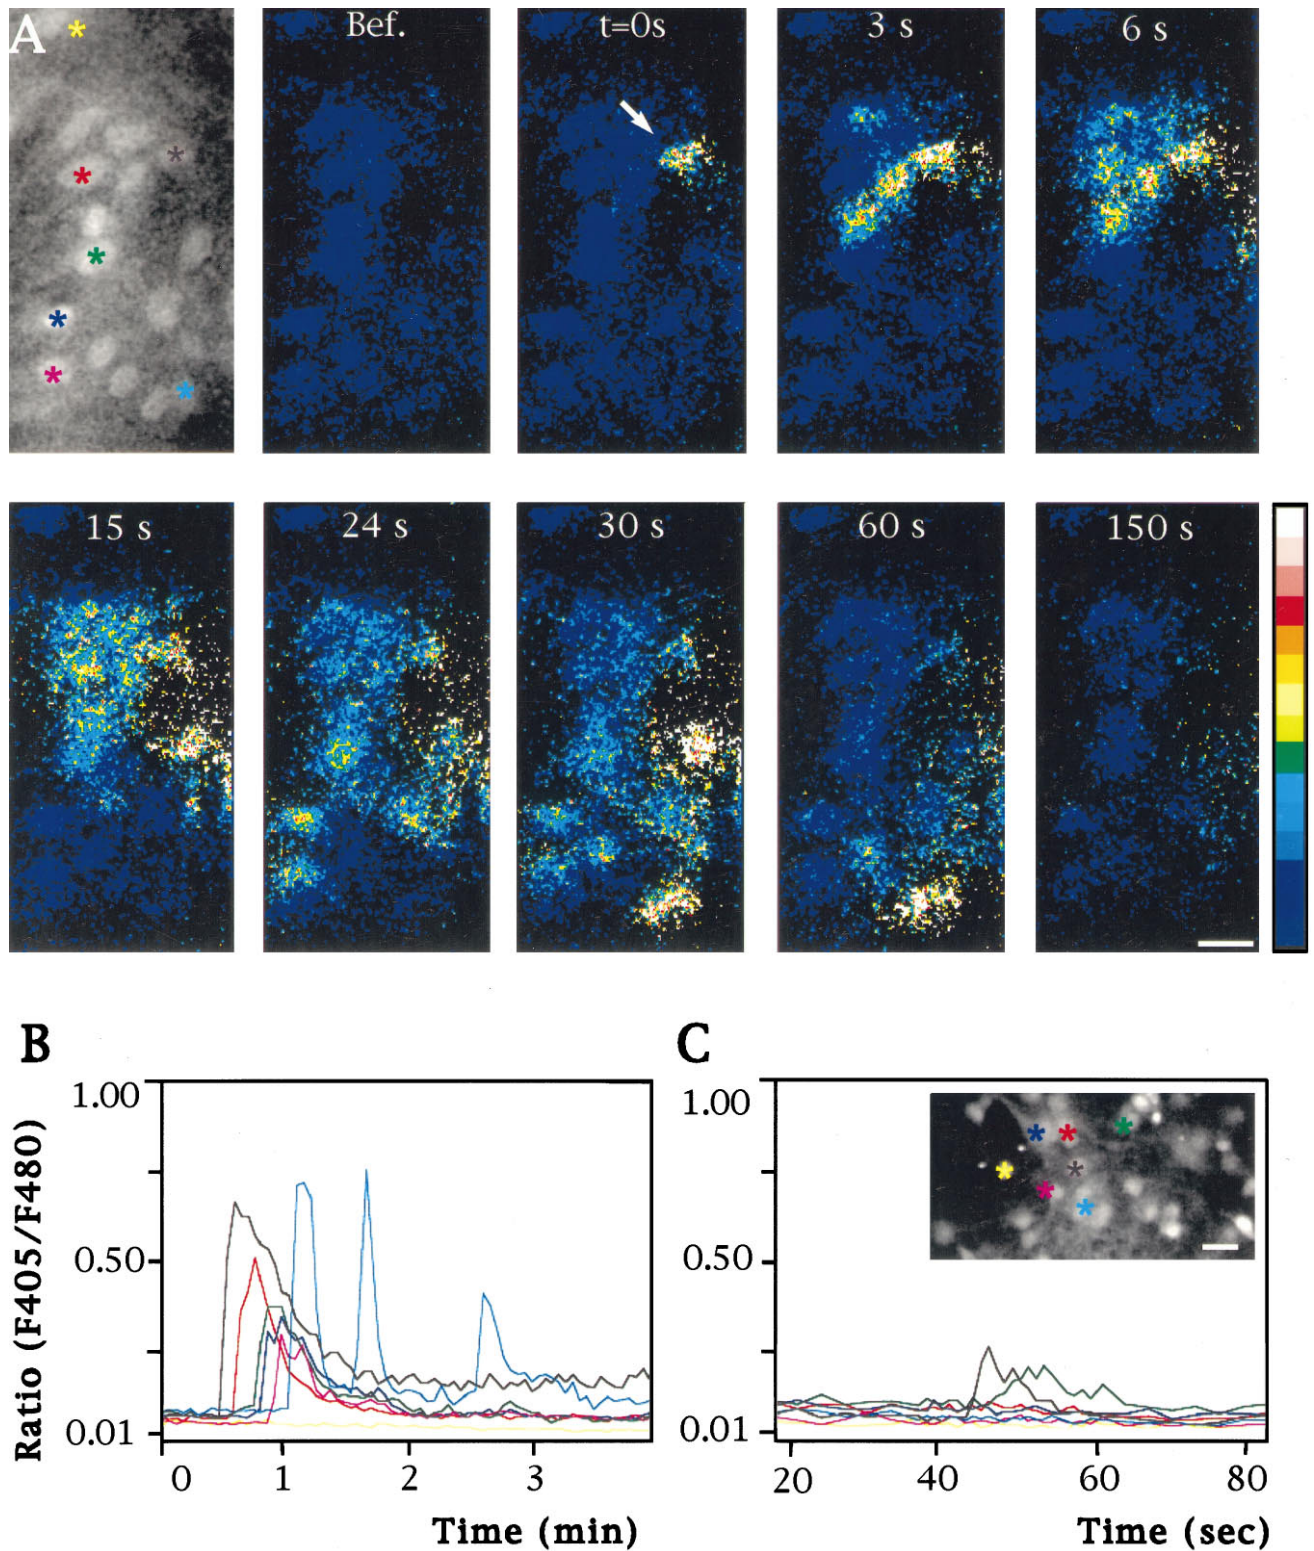 A
Bef.
t=0s
3 s
6 s
15 s
24 s
30 s
60 s
150 s
B
C
Ratio (F405/F480)
1.00
0.50
0.01
0
1
2
3
Time (min)
1.00
0.50
0.01
20
40
60
80
Time (sec)